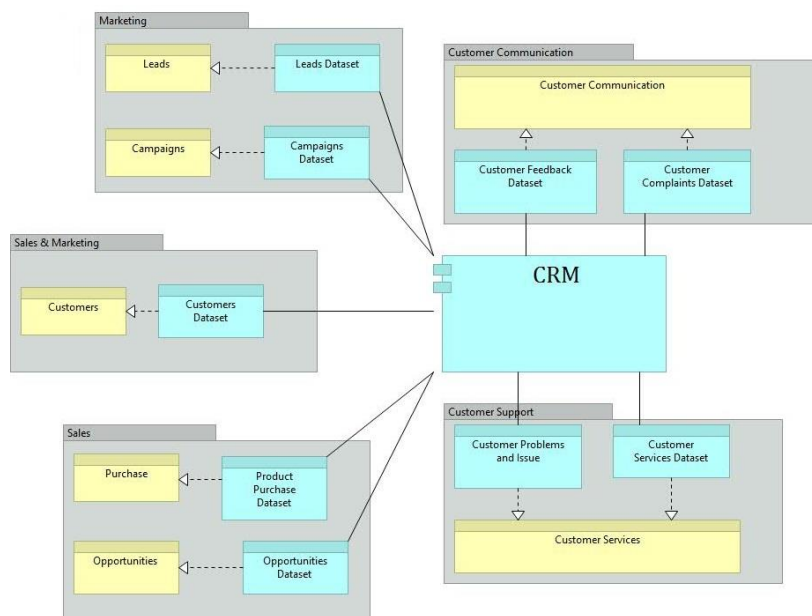 Marketing
Leads
Leads Dataset
Campaigns
Campaigns
Dataset
Customer Communication
Customer Communication
Customer Feedback
Dataset
Customer
Complaints Dataset
Sales & Marketing
Customers
Customers
Dataset
CRM
Sales
Purchase
Product
Purchase
Dataset
Opportunities
Opportunities
Dataset
Customer Support
Customer Problems
and Issue
Customer
Services Dataset
Customer Services